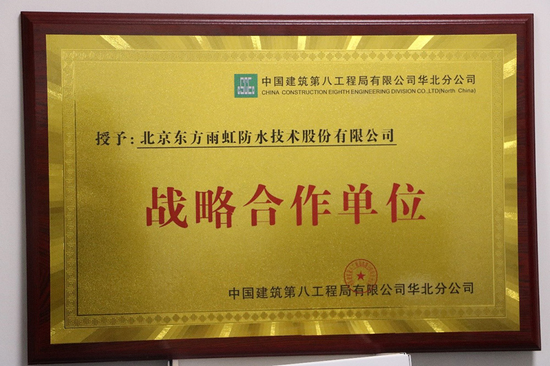 中国建筑第八工程局有限公司华北分公司
CHINA CONSTRUCTION EIGHTH ENGINEERING DIVISION CO.,LTD(North China)
授予：北京东方雨虹防水技术股份有限公司
战略合作单位
中国建筑第八工程局有限公司华北分公司